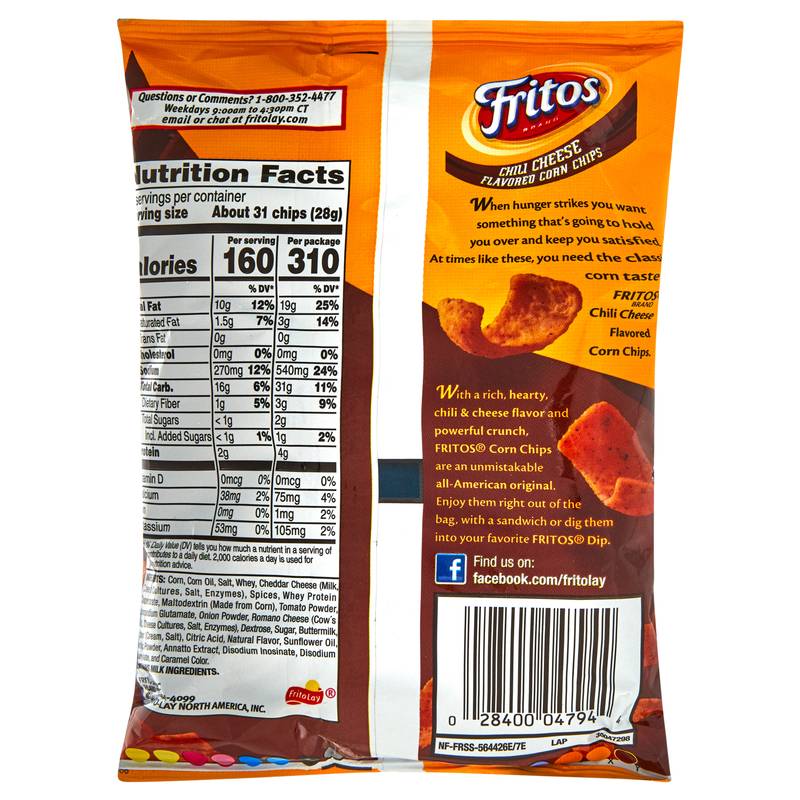 Questions or Comments? 1-800-352-4477
Weekdays 9:00am to 4:30pm CT
email or chat at fritolay.com
Nutrition Facts
servings per container
serving size About 31 chips (28g)
Per serving Per package
Calories 160 310
% DV* % DV*
Total Fat 10g 12% 19g 25%
Saturated Fat 1.5g 7% 3g 14%
Trans Fat 0g 0g
Cholesterol 0mg 0% 0mg 0%
Sodium 270mg 12% 540mg 24%
Total Carb. 16g 6% 31g 11%
Dietary Fiber 1g 5% 3g 9%
Total Sugars <1g 2g
Incl. Added Sugars <1g 1% 1g 2%
Protein 2g 4g
Vitamin D 0mcg 0% 0mcg 0%
Calcium 38mg 2% 75mg 4%
0mg 0% 1mg 2%
Potassium 53mg 0% 105mg 2%
% Daily Value (DV) tells you how much a nutrient in a serving of
contributes to a daily diet. 2,000 calories a day is used for
nutrition advice.
Corn, Corn Oil, Salt, Whey, Cheddar Cheese (Milk,
Cultures, Salt, Enzymes), Spices, Whey Protein
Maltodextrin (Made from Corn), Tomato Powder,
Glutamate, Onion Powder, Romano Cheese (Cow's
Cheese Cultures, Salt, Enzymes), Dextrose, Sugar, Buttermilk,
(Cream, Salt), Citric Acid, Natural Flavor, Sunflower Oil,
Powder, Annatto Extract, Disodium Inosinate, Disodium
and Caramel Color.
MILK INGREDIENTS.
-4099
LAY NORTH AMERICA, INC.
FritoLay ®
Fritos
BRAND
CHILI CHEESE
FLAVORED CORN CHIPS
When hunger strikes you want
something that's going to hold
you over and keep you satisfied.
At times like these, you need the class
corn taste
FRITOS
BRAND
Chili Cheese
Flavored
Corn Chips.
With a rich, hearty,
chili & cheese flavor and
powerful crunch,
FRITOS® Corn Chips
are an unmistakable
all-American original.
Enjoy them right out of the
bag, with a sandwich or dig them
into your favorite FRITOS® Dip.
f Find us on:
facebook.com/fritolay
0 28400 04794 4
NF-FRSS-564426E/7E LAP 300A7298